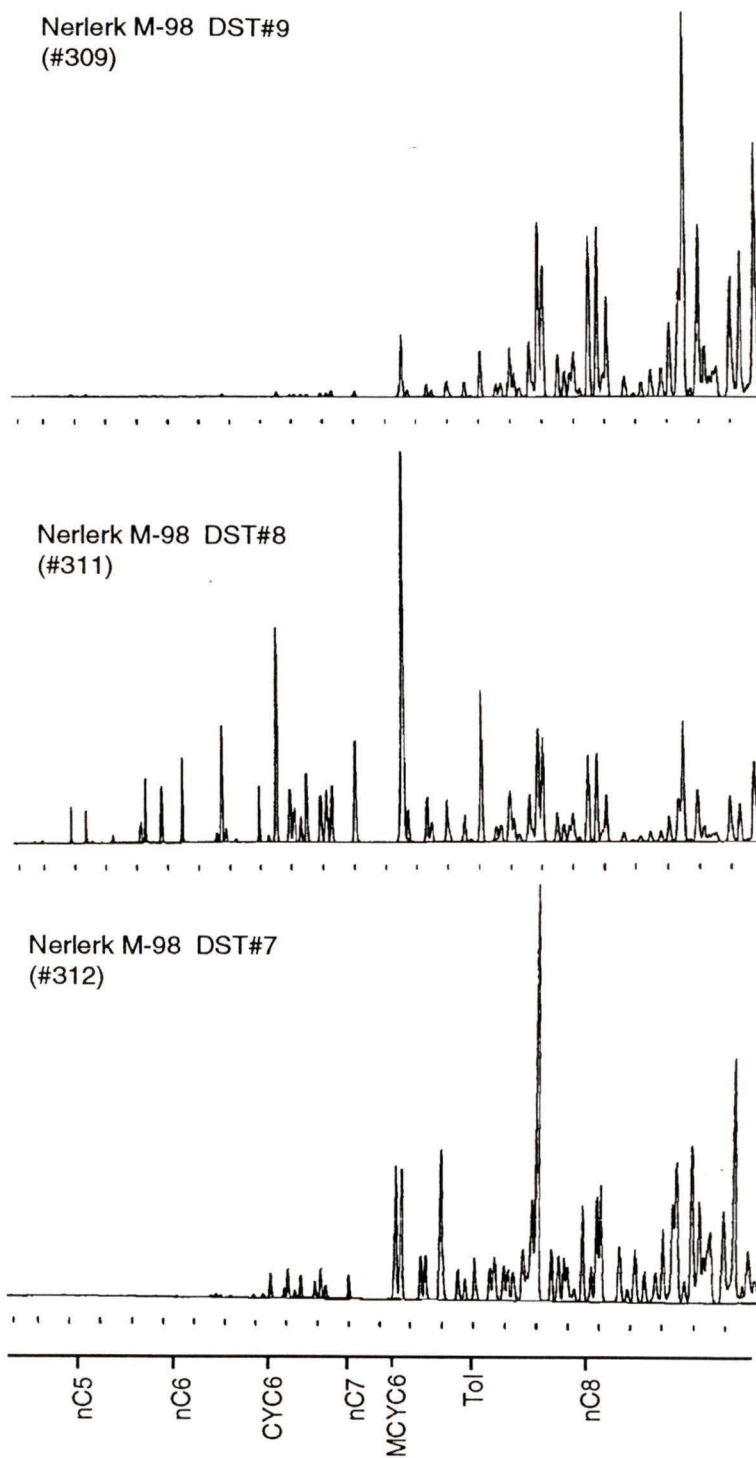 Nerlerk M-98 DST#9
(#309)
Nerlerk M-98 DST#8
(#311)
Nerlerk M-98 DST#7
(#312)
nC5
nC6
CYC6
nC7
MCYC6
Tol
nC8